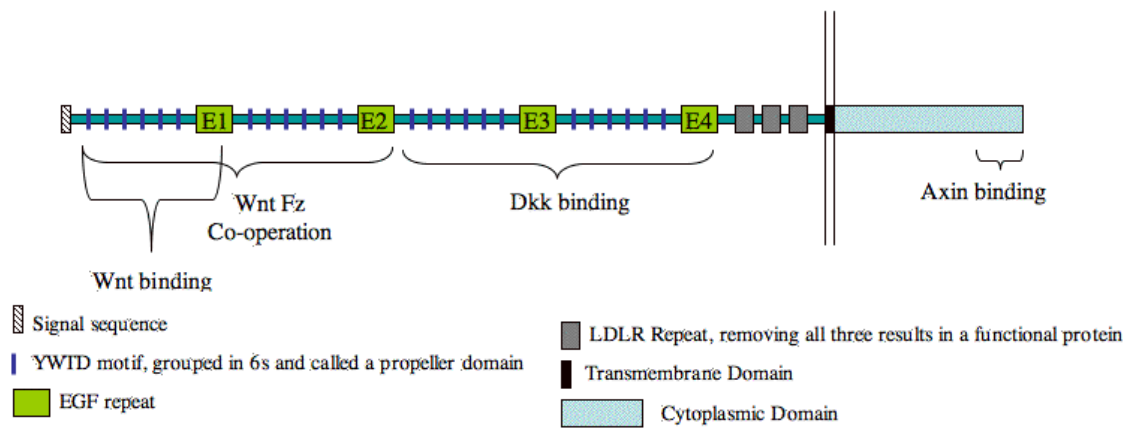 E1 E2 E3 E4
Wnt Fz
Co-operation
Dkk binding
Axin binding
Wnt binding
Signal sequence
YWTD motif, grouped in 6s and called a propeller domain
EGF repeat
LDLR Repeat, removing all three results in a functional protein
Transmembrane Domain
Cytoplasmic Domain